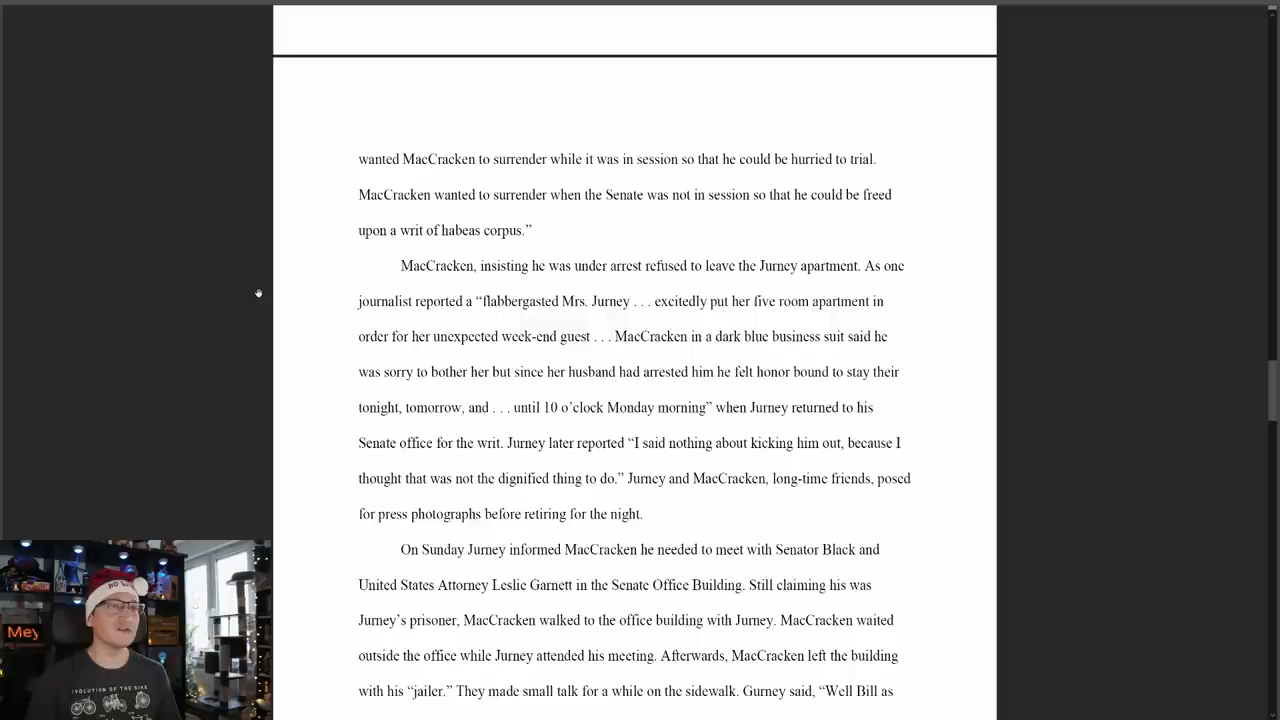 wanted MacCracken to surrender while it was in session so that he could be hurried to trial.
MacCracken wanted to surrender when the Senate was not in session so that he could be freed
upon a writ of habeas corpus.”
MacCracken, insisting he was under arrest refused to leave the Jurney apartment. As one
journalist reported a “flabbergasted Mrs. Jurney . . . excitedly put her five room apartment in
order for her unexpected week-end guest . . . MacCracken in a dark blue business suit said he
was sorry to bother her but since her husband had arrested him he felt honor bound to stay their
tonight, tomorrow, and . . . until 10 o’clock Monday morning” when Jurney returned to his
Senate office for the writ. Jurney later reported “I said nothing about kicking him out, because I
thought that was not the dignified thing to do.” Jurney and MacCracken, long-time friends, posed
for press photographs before retiring for the night.
On Sunday Jurney informed MacCracken he needed to meet with Senator Black and
United States Attorney Leslie Garnett in the Senate Office Building. Still claiming his was
Jurney’s prisoner, MacCracken walked to the office building with Jurney. MacCracken waited
outside the office while Jurney attended his meeting. Afterwards, MacCracken left the building
with his “jailer.” They made small talk for a while on the sidewalk. Gurney said, “Well Bill as
Mey
EVOLUTION OF THE BIKE